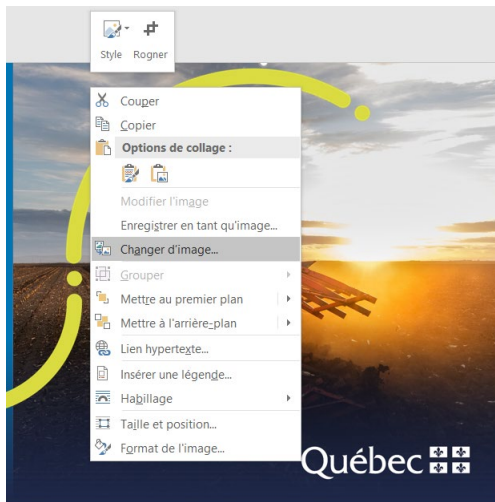 Style Rogner
Couper
Copier
Options de collage :
Modifier l'image
Enregistrer en tant qu'image...
Changer d'image...
Grouper
Mettre au premier plan
Mettre à l'arrière-plan
Lien hypertexte...
Insérer une légende...
Habillage
Taille et position...
Format de l'image...
Québec